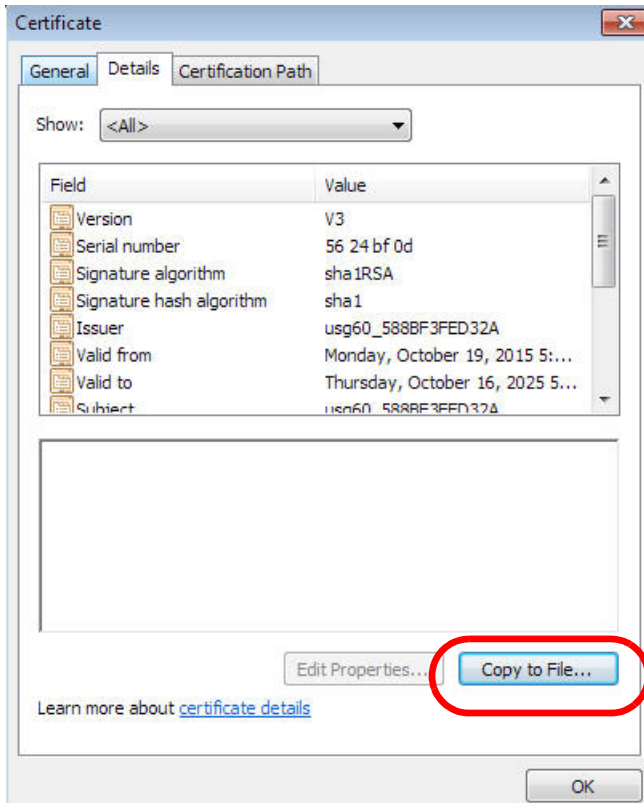 Certificate
General Details Certification Path
Show: <All>
Field Value
Version V3
Serial number 56 24 bf 0d
Signature algorithm sha1RSA
Signature hash algorithm sha1
Issuer usg60_588BF3FED32A
Valid from Monday, October 19, 2015 5:...
Valid to Thursday, October 16, 2025 5...
Subject usg60_588BF3FED32A
Edit Properties... Copy to File...
Learn more about certificate details
OK